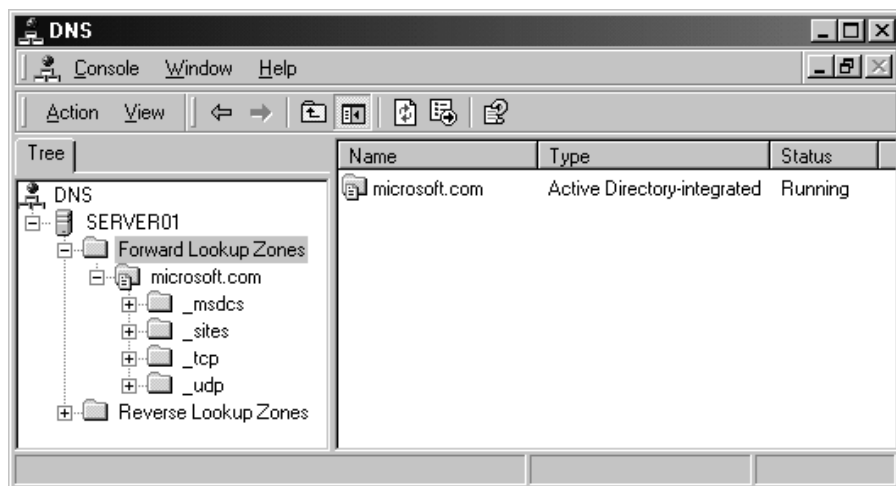 DNS
Console Window Help
Action View
Tree
Name Type Status
DNS
SERVER01
Forward Lookup Zones
microsoft.com
_msdcs
_sites
_tcp
_udp
Reverse Lookup Zones
microsoft.com Active Directory-integrated Running